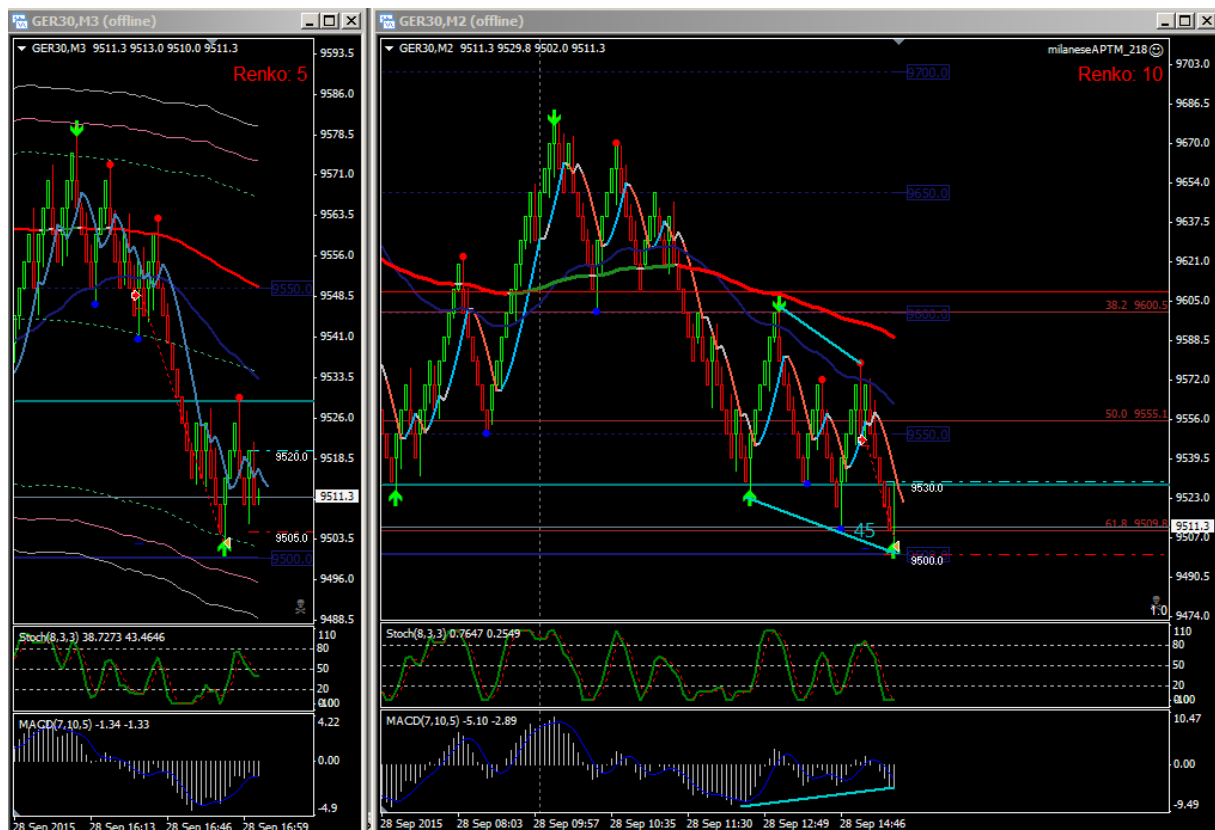 GER30,M3 (offline)
GER30,M3 9511.3 9513.0 9510.0 9511.3
Renko: 5
9593.5
9586.0
9578.5
9571.0
9563.5
9556.0
9548.5
9541.0
9533.5
9526.0
9518.5
9511.3
9503.5
9496.0
9488.5
9550.0
9520.0
9505.0
9500.0
Stoch(8,3,3) 38.7273 43.4646
110
80
50
20
MACD(7,10,5) -1.34 -1.33
4.22
0.00
-4.9
28 Sep 2015
28 Sep 16:13
28 Sep 16:46
28 Sep 16:59
GER30,M2 (offline)
GER30,M2 9511.3 9529.8 9502.0 9511.3
milaneseAPTM_218
Renko: 10
9703.0
9686.5
9670.0
9654.0
9637.5
9621.0
9605.0
9588.5
9572.0
9556.0
9539.5
9523.0
9511.3
9507.0
9490.5
9474.0
9700.0
9650.0
38.2 9600.5
9600.0
50.0 9555.1
9550.0
9530.0
45
61.8 9509.8
9500.0
1.0
Stoch(8,3,3) 0.7647 0.2549
110
80
50
20
MACD(7,10,5) -5.10 -2.89
10.47
0.00
-9.49
28 Sep 2015
28 Sep 08:03
28 Sep 09:57
28 Sep 10:35
28 Sep 11:30
28 Sep 12:49
28 Sep 14:46